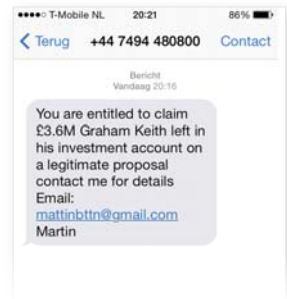 T-Mobile NL 20:21 86%
Terug +44 7494 480800 Contact
Bericht
Vandaag 20:16
You are entitled to claim
£3.6M Graham Keith left in
his investment account on
a legitimate proposal
contact me for details
Email:
mattinbttn@gmail.com
Martin